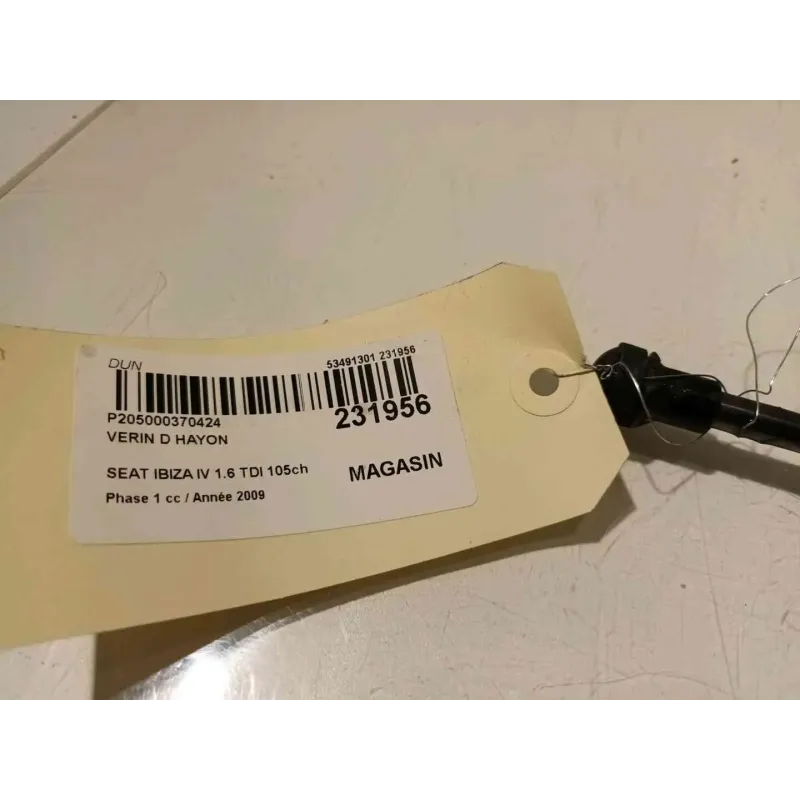 DUN
53491301 231956
P205000370424
231956
VERIN D HAYON
SEAT IBIZA IV 1.6 TDI 105ch
MAGASIN
Phase 1 cc / Année 2009